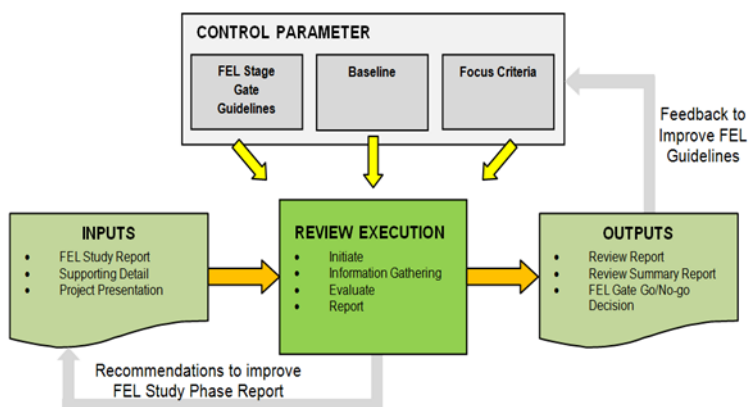 CONTROL PARAMETER
FEL Stage
Gate
Guidelines
Baseline
Focus Criteria
Feedback to
Improve FEL
Guidelines
INPUTS
• FEL Study Report
• Supporting Detail
• Project Presentation
REVIEW EXECUTION
• Initiate
• Information Gathering
• Evaluate
• Report
OUTPUTS
• Review Report
• Review Summary Report
• FEL Gate Go/No-go
Decision
Recommendations to improve
FEL Study Phase Report